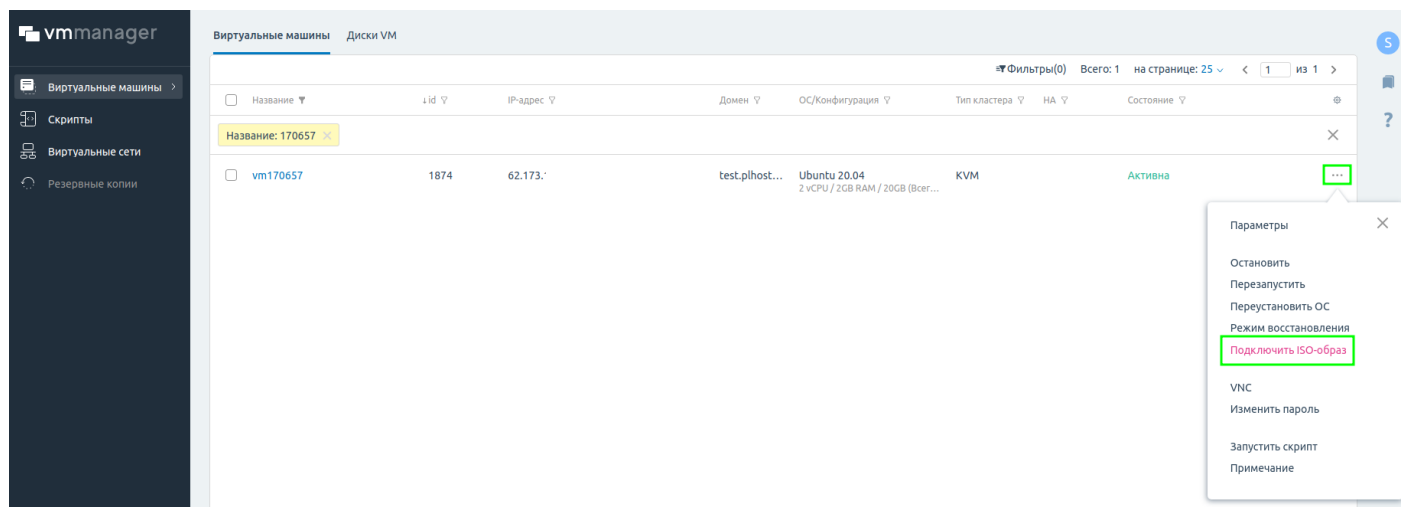 vmmanager
Виртуальные машины
Скрипты
Виртуальные сети
Резервные копии
Виртуальные машины Диски VM
Фильтры(0) Всего: 1 на странице: 25 1 из 1
Название ↓id IP-адрес Домен ОС/Конфигурация Тип кластера HA Состояние
Название: 170657
vm170657 1874 62.173. test.plhost... Ubuntu 20.04 KVM Активна ...
2 vCPU / 2GB RAM / 20GB (Всег...
Параметры
Остановить
Перезапустить
Переустановить ОС
Режим восстановления
Подключить ISO-образ
VNC
Изменить пароль
Запустить скрипт
Примечание
S
?